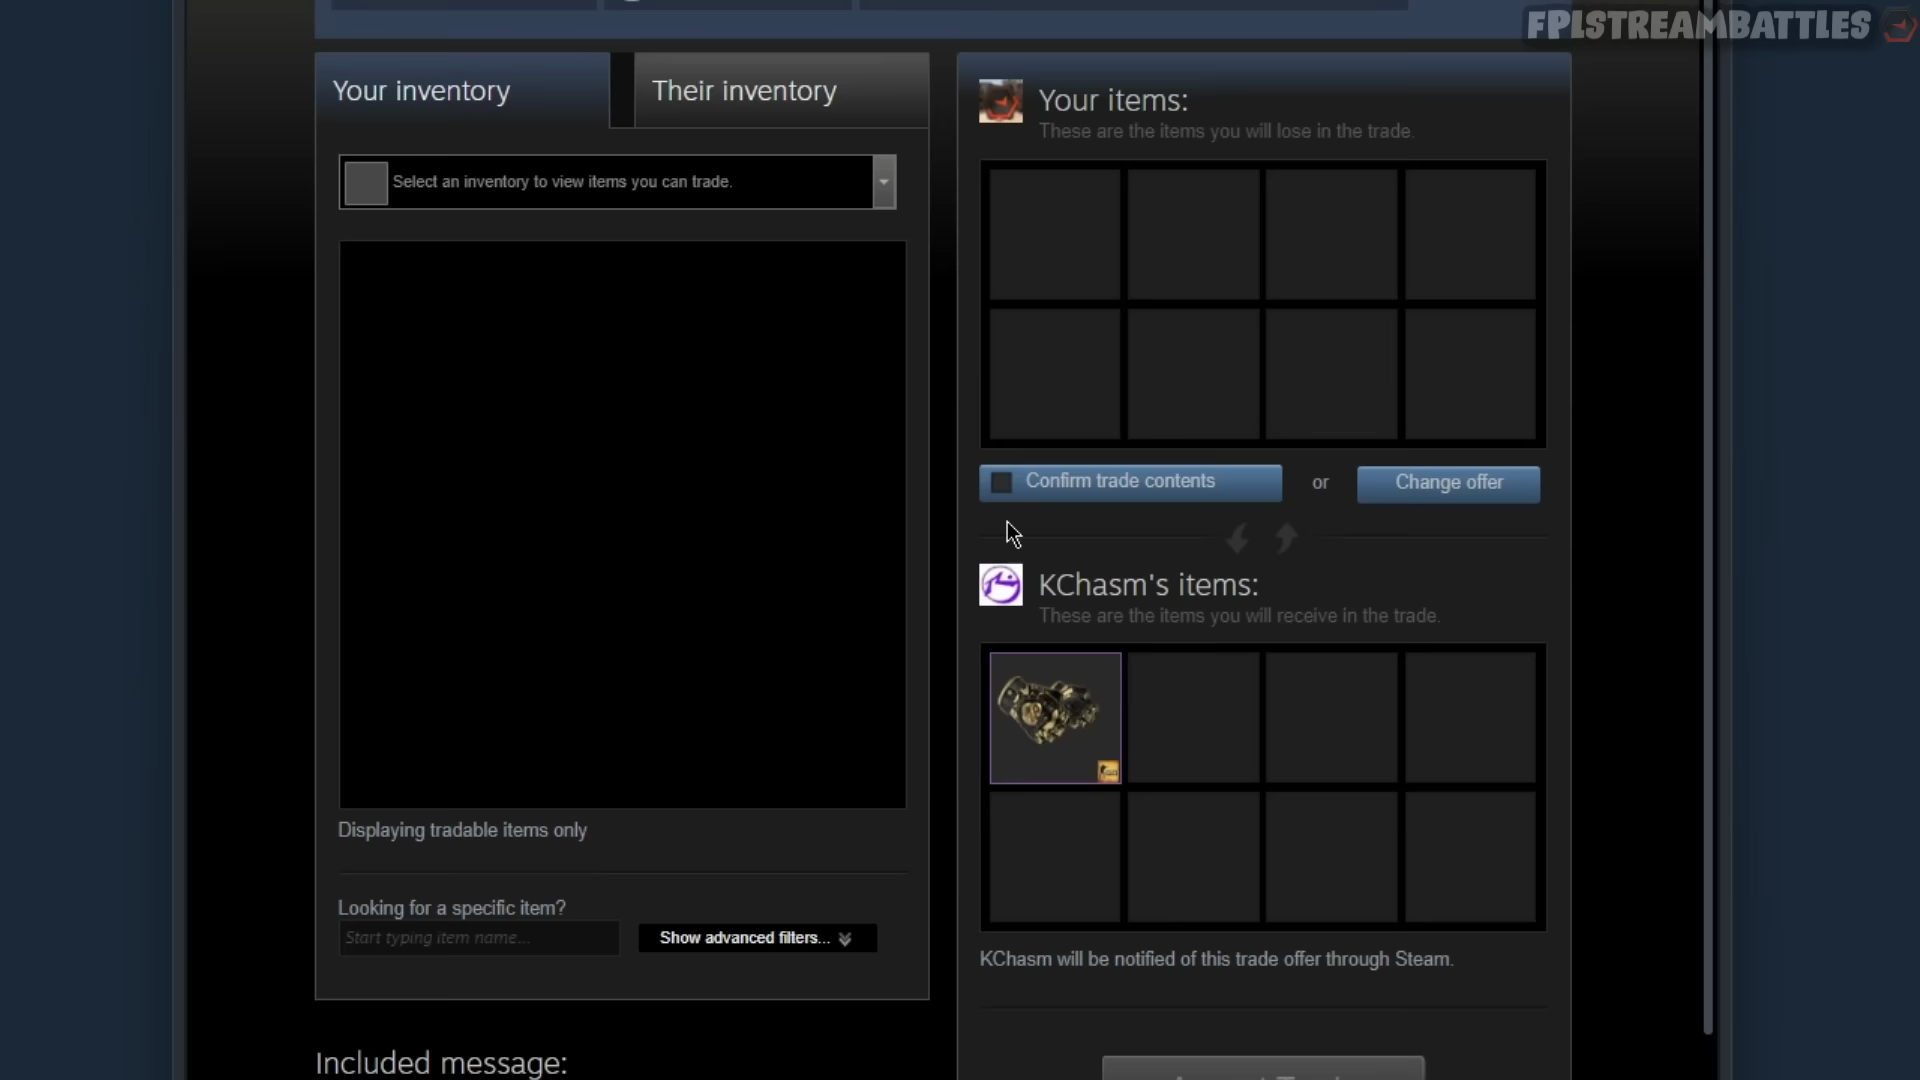 FPLSTREAMBATTLES
Your inventory
Their inventory
Select an inventory to view items you can trade.
Displaying tradable items only
Looking for a specific item?
Start typing item name...
Show advanced filters...
Included message:
Your items:
These are the items you will lose in the trade.
Confirm trade contents
or
Change offer
KChasm's items:
These are the items you will receive in the trade.
KChasm will be notified of this trade offer through Steam.